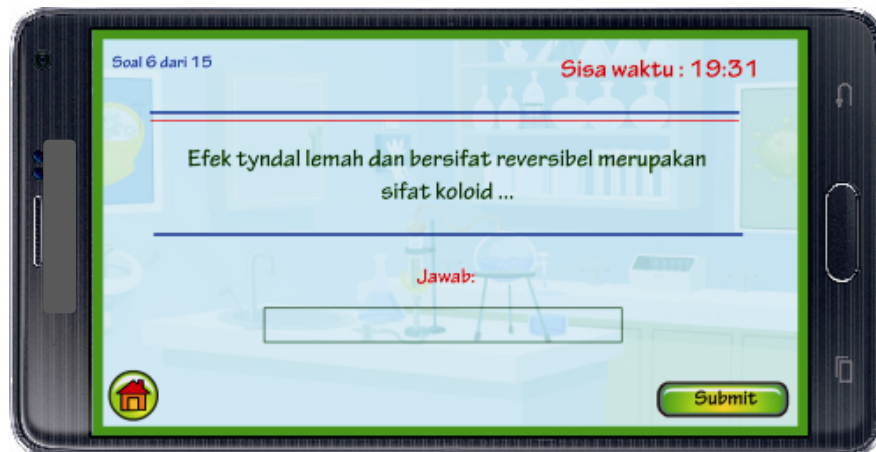 Soal 6 dari 15
Sisa waktu : 19:31
Efek tyndal lemah dan bersifat reversibel merupakan
sifat koloid ...
Jawab:
Submit